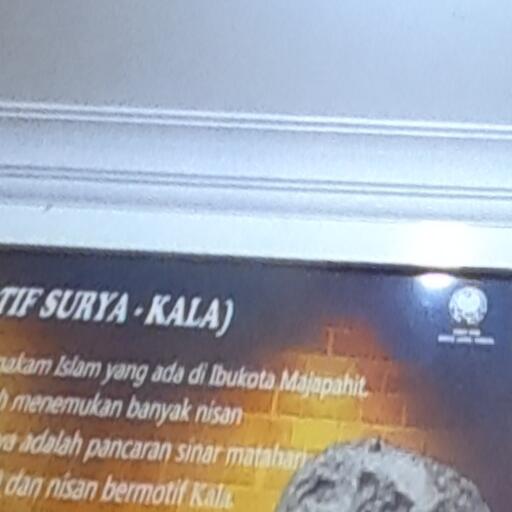 TIF SURYA - KALA)
makam Islam yang ada di Ibukota Majapahit.
menemukan banyak nisan
adalah pancaran sinar matahari
dan nisan bermotif Kala.